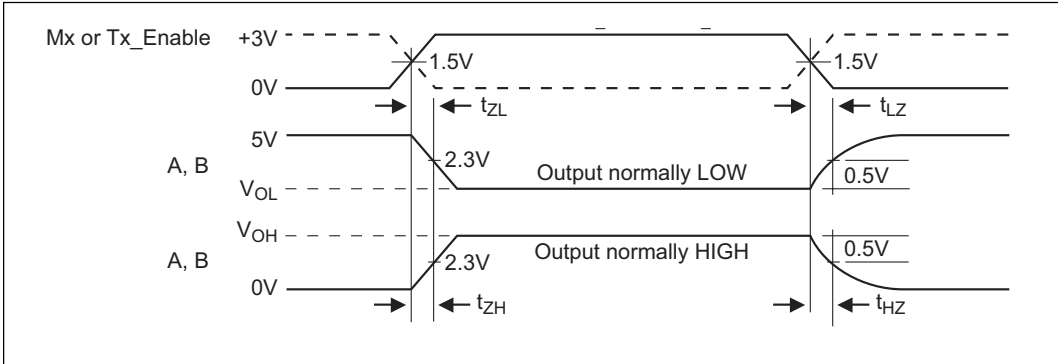 Mx or Tx_Enable
+3V
0V
1.5V
1.5V
tZL
tLZ
5V
A, B
VOL
2.3V
Output normally LOW
0.5V
VOH
A, B
0V
2.3V
Output normally HIGH
0.5V
tZH
tHZ